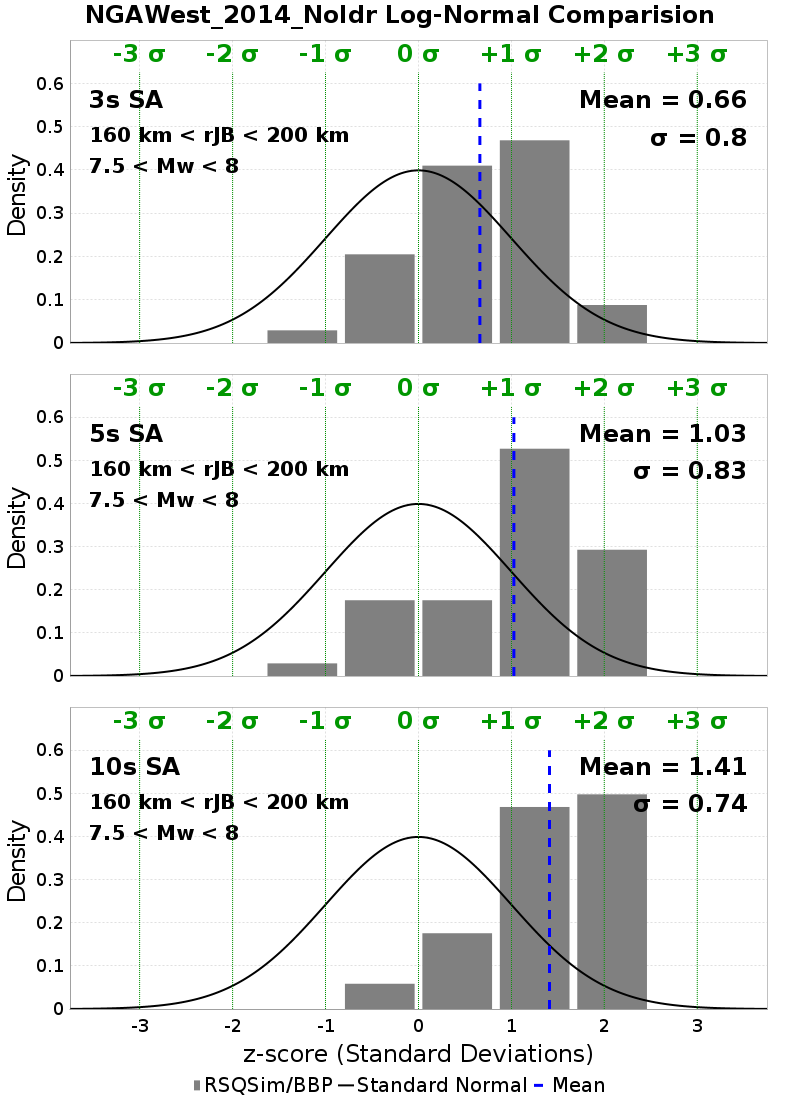 NGAWest_2014_NoIdr Log-Normal Comparision
-3 σ -2 σ -1 σ 0 σ +1 σ +2 σ +3 σ
0.6
3s SA Mean = 0.66
0.5
160 km < rJB < 200 km σ = 0.8
7.5 < Mw < 8
0.4
0.3
0.2
0.1
0
Density
-3 σ -2 σ -1 σ 0 σ +1 σ +2 σ +3 σ
0.6
5s SA Mean = 1.03
0.5
160 km < rJB < 200 km σ = 0.83
7.5 < Mw < 8
0.4
0.3
0.2
0.1
0
Density
-3 σ -2 σ -1 σ 0 σ +1 σ +2 σ +3 σ
0.6
10s SA Mean = 1.41
0.5
160 km < rJB < 200 km σ = 0.74
7.5 < Mw < 8
0.4
0.3
0.2
0.1
0
Density
-3 -2 -1 0 1 2 3
z-score (Standard Deviations)
RSQSim/BBP Standard Normal Mean